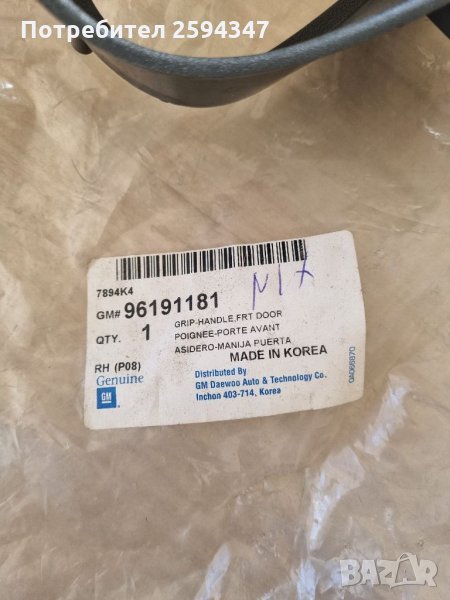 Потребител 2594347
7894K4
GM# 96191181
QTY. 1
GRIP-HANDLE,FRT DOOR
POIGNEE-PORTE AVANT
ASIDERO-MANIJA PUERTA
MADE IN KOREA
RH (P08)
Genuine
GM
Distributed By
GM Daewoo Auto & Technology Co.
Inchon 403-714, Korea
BAZAR